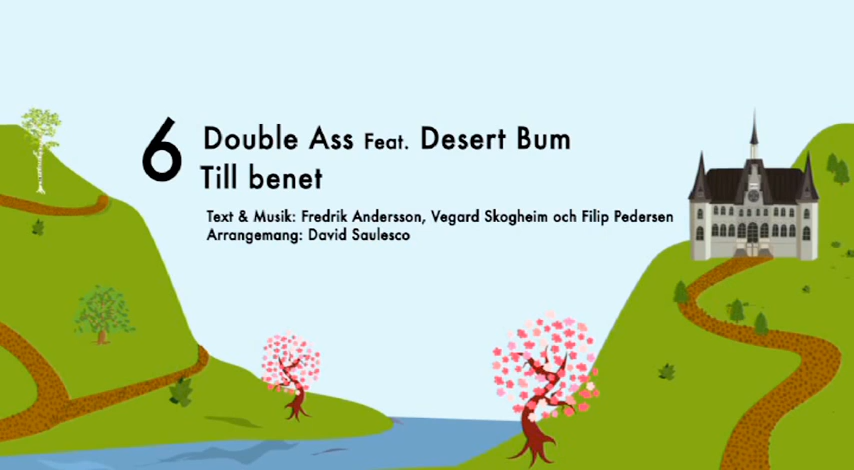 6 Double Ass Feat. Desert Bum
Till benet
Text & Musik: Fredrik Andersson, Vegard Skogheim och Filip Pedersen
Arrangemang: David Saulesco